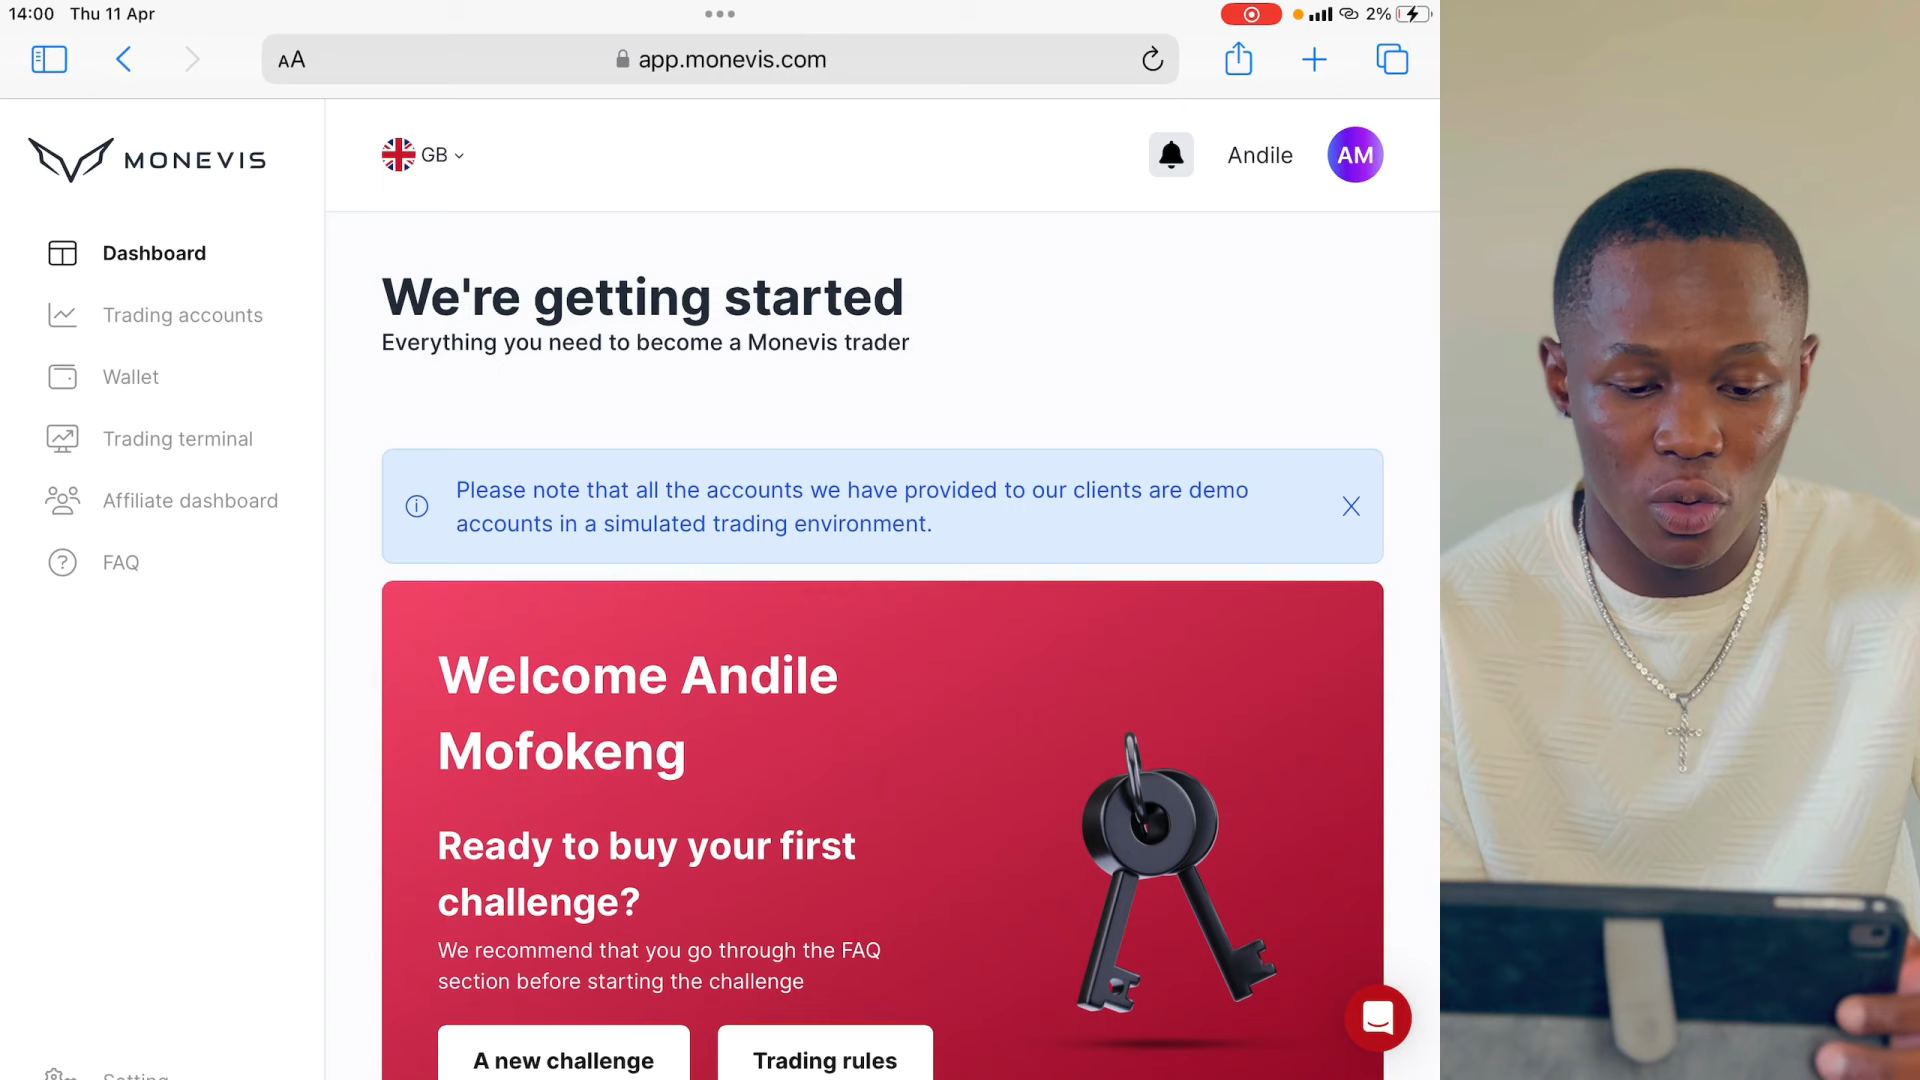 14:00 Thu 11 Apr
2%
AA
app.monevis.com
MONEVIS
GB
Andile
AM
Dashboard
Trading accounts
Wallet
Trading terminal
Affiliate dashboard
FAQ
Setting
We're getting started
Everything you need to become a Monevis trader
Please note that all the accounts we have provided to our clients are demo
accounts in a simulated trading environment.
Welcome Andile
Mofokeng
Ready to buy your first
challenge?
We recommend that you go through the FAQ
section before starting the challenge
A new challenge
Trading rules